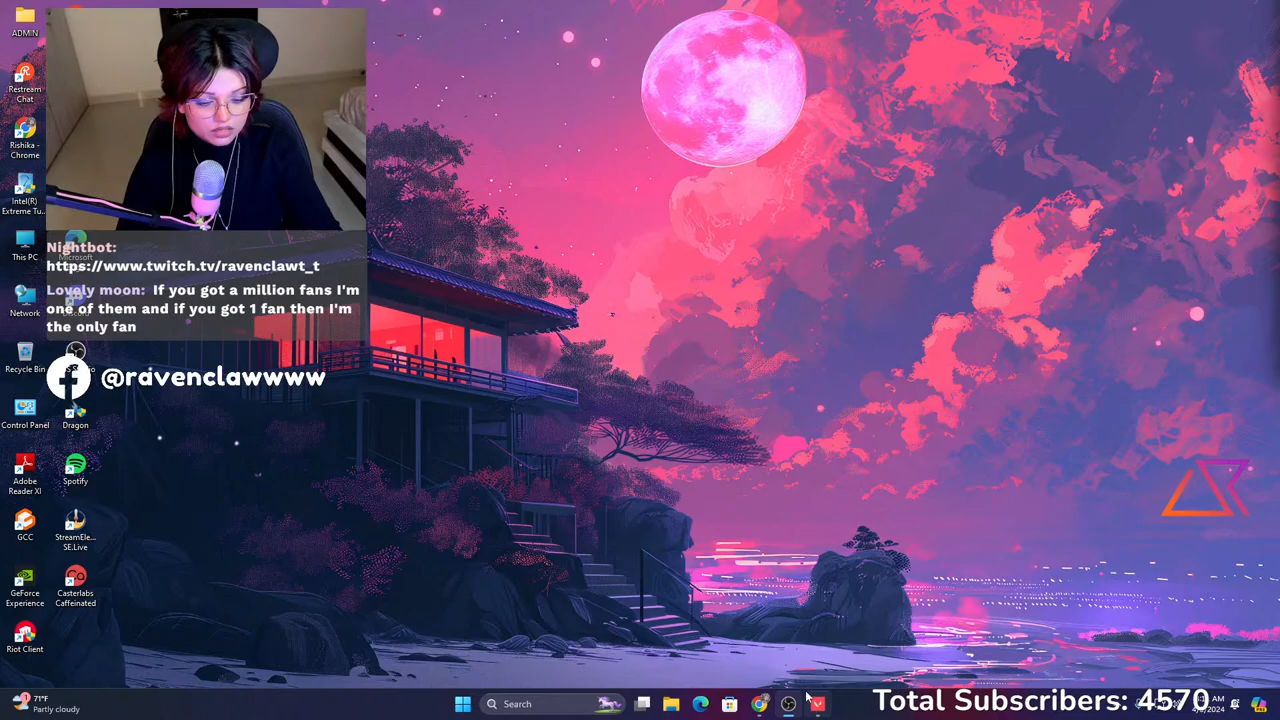 ADMIN
Restream
Chat
Rishika -
Chrome
Intel(R)
Extreme Tu...
This PC
Network
Recycle Bin
Control Panel
Adobe
Reader XI
GCC
GeForce
Experience
Riot Client
Microsoft
Dragon
Spotify
StreamEle...
SE.Live
Casterlabs
Caffeinated
Nightbot:
https://www.twitch.tv/ravenclawt_t
Lovely moon: If you got a million fans I'm
one of them and if you got 1 fan then I'm
the only fan
@ravenclawwww
71°F
Partly cloudy
Search
Total Subscribers: 4570
AM
2024